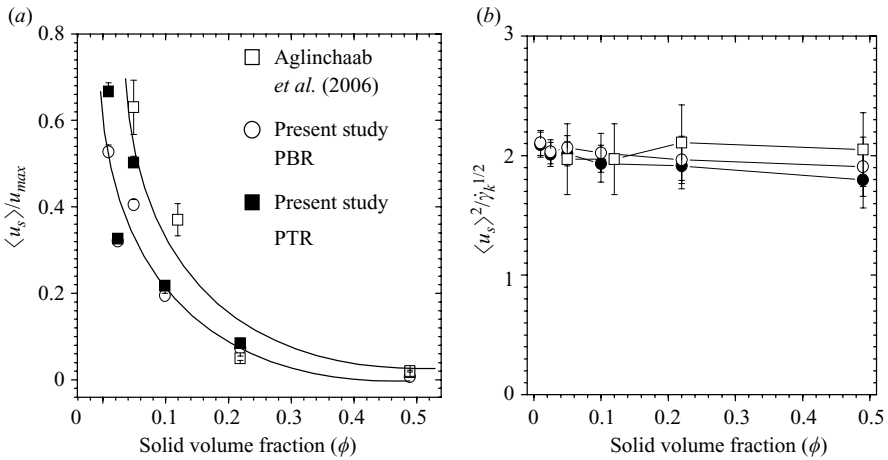 (a)
0.8
0.6
0.4
0.2
0
⟨u_s⟩/u_max
0 0.1 0.2 0.3 0.4 0.5
Solid volume fraction (ϕ)
Aglinchaab
et al. (2006)
Present study
PBR
Present study
PTR
(b)
3
2
1
0
⟨u_s⟩²/γ̇_k^1/2
0 0.1 0.2 0.3 0.4 0.5
Solid volume fraction (ϕ)